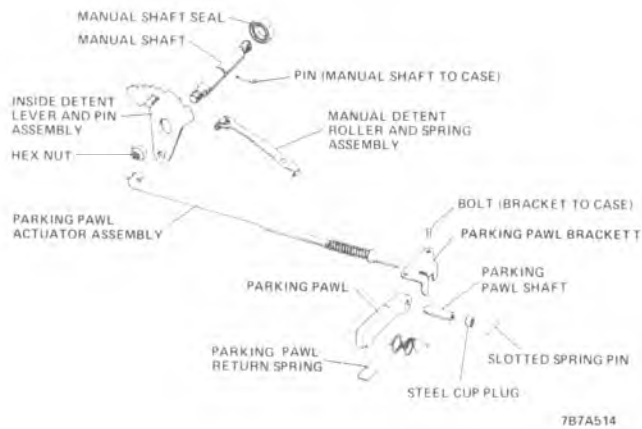 MANUAL SHAFT SEAL
MANUAL SHAFT
PIN (MANUAL SHAFT TO CASE)
INSIDE DETENT
LEVER AND PIN
ASSEMBLY
MANUAL DETENT
ROLLER AND SPRING
ASSEMBLY
HEX NUT
BOLT (BRACKET TO CASE)
PARKING PAWL
ACTUATOR ASSEMBLY
PARKING PAWL BRACKETT
PARKING
PAWL SHAFT
PARKING PAWL
PARKING PAWL
RETURN SPRING
SLOTTED SPRING PIN
STEEL CUP PLUG
7B7A514